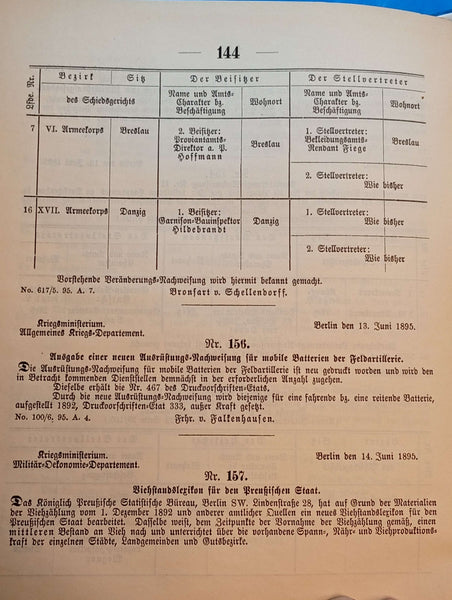 — 144 —
Lfde. Nr. Bezirk Sitz Der Beisitzer Der Stellvertreter
des Schiedsgerichts Name und Amts-Charakter bz. Beschäftigung Wohnort Name und Amts-Charakter bz. Beschäftigung Wohnort
7 VI. Armeekorps Breslau 2. Beisitzer: Proviantamts-Direktor a. P. Hoffmann Breslau 1. Stellvertreter: Bekleidungsamts-Rendant Fiege Breslau
2. Stellvertreter:
Wie bisher
16 XVII. Armeekorps Danzig 1. Beisitzer: Garnison-Bauinspektor Hildebrandt Danzig 1. Stellvertreter:
Wie bisher
2. Stellvertreter:
Wie bisher
Vorstehende Veränderungs-Nachweisung wird hiermit bekannt gemacht.
No. 617/5. 95. A. 7. Bronsart v. Schellendorff.
Kriegsministerium. Berlin den 13. Juni 1895.
Allgemeines Kriegs-Departement.
Nr. 156.
Ausgabe einer neuen Ausrüstungs-Nachweisung für mobile Batterien der Feldartillerie.
Die Ausrüstungs-Nachweisung für mobile Batterien der Feldartillerie ist neu gedruckt worden und wird den in
Betracht kommenden Dienststellen demnächst in der erforderlichen Anzahl zugehen.
Dieselbe erhält die Nr. 467 des Druckvorschriften-Etats.
Durch die neue Ausrüstungs-Nachweisung wird diejenige für eine fahrende bz. eine reitende Batterie,
aufgestellt 1892, Druckvorschriften-Etat 333, außer Kraft gesetzt.
No. 100/6. 95. A. 4. Frhr. v. Falkenhausen.
Kriegsministerium. Berlin den 14. Juni 1895.
Militär-Oekonomie-Departement.
Nr. 157.
Viehstandslexikon für den Preußischen Staat.
Das Königlich Preußische Statistische Büreau, Berlin SW. Lindenstraße 28, hat auf Grund der Materialien
der Viehzählung vom 1. Dezember 1892 und anderer amtlicher Quellen ein neues Viehstandslexikon für den
Preußischen Staat bearbeitet. Dasselbe weist, dem Zeitpunkte der Vornahme der Viehzählung gemäß, einen
mittleren Bestand an Vieh nach und unterrichtet über die vorhandene Spann-, Nähr- und Viehproduktions-
kraft der einzelnen Städte, Landgemeinden und Gutsbezirke.